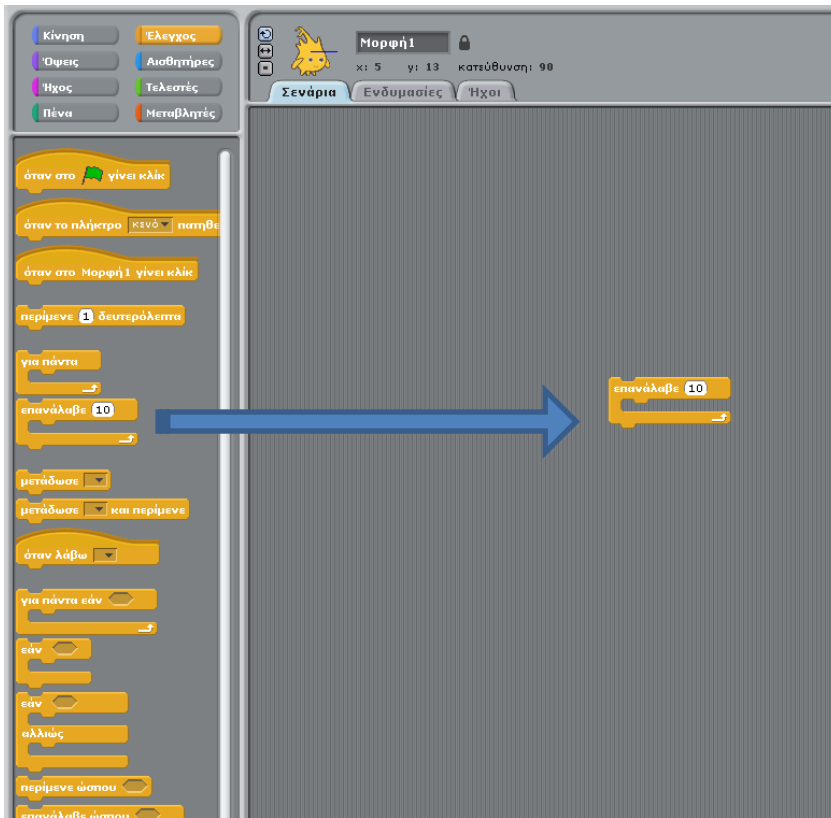 Κίνηση
Έλεγχος
Όψεις
Αισθητήρες
Ήχος
Τελεστές
Πένα
Μεταβλητές
Μορφή1
x: 5 y: 13 κατεύθυνση: 90
Σενάρια
Ενδυμασίες
Ήχοι
όταν στο γίνει κλίκ
όταν το πλήκτρο κενό πατηθε
όταν στο Μορφή1 γίνει κλίκ
περίμενε 1 δευτερόλεπτα
για πάντα
επανάλαβε 10
μετάδωσε
μετάδωσε και περίμενε
όταν λάβω
για πάντα εάν
εάν
εάν
αλλιώς
περίμενε ώσπου
επανάλαβε ώσπου
επανάλαβε 10